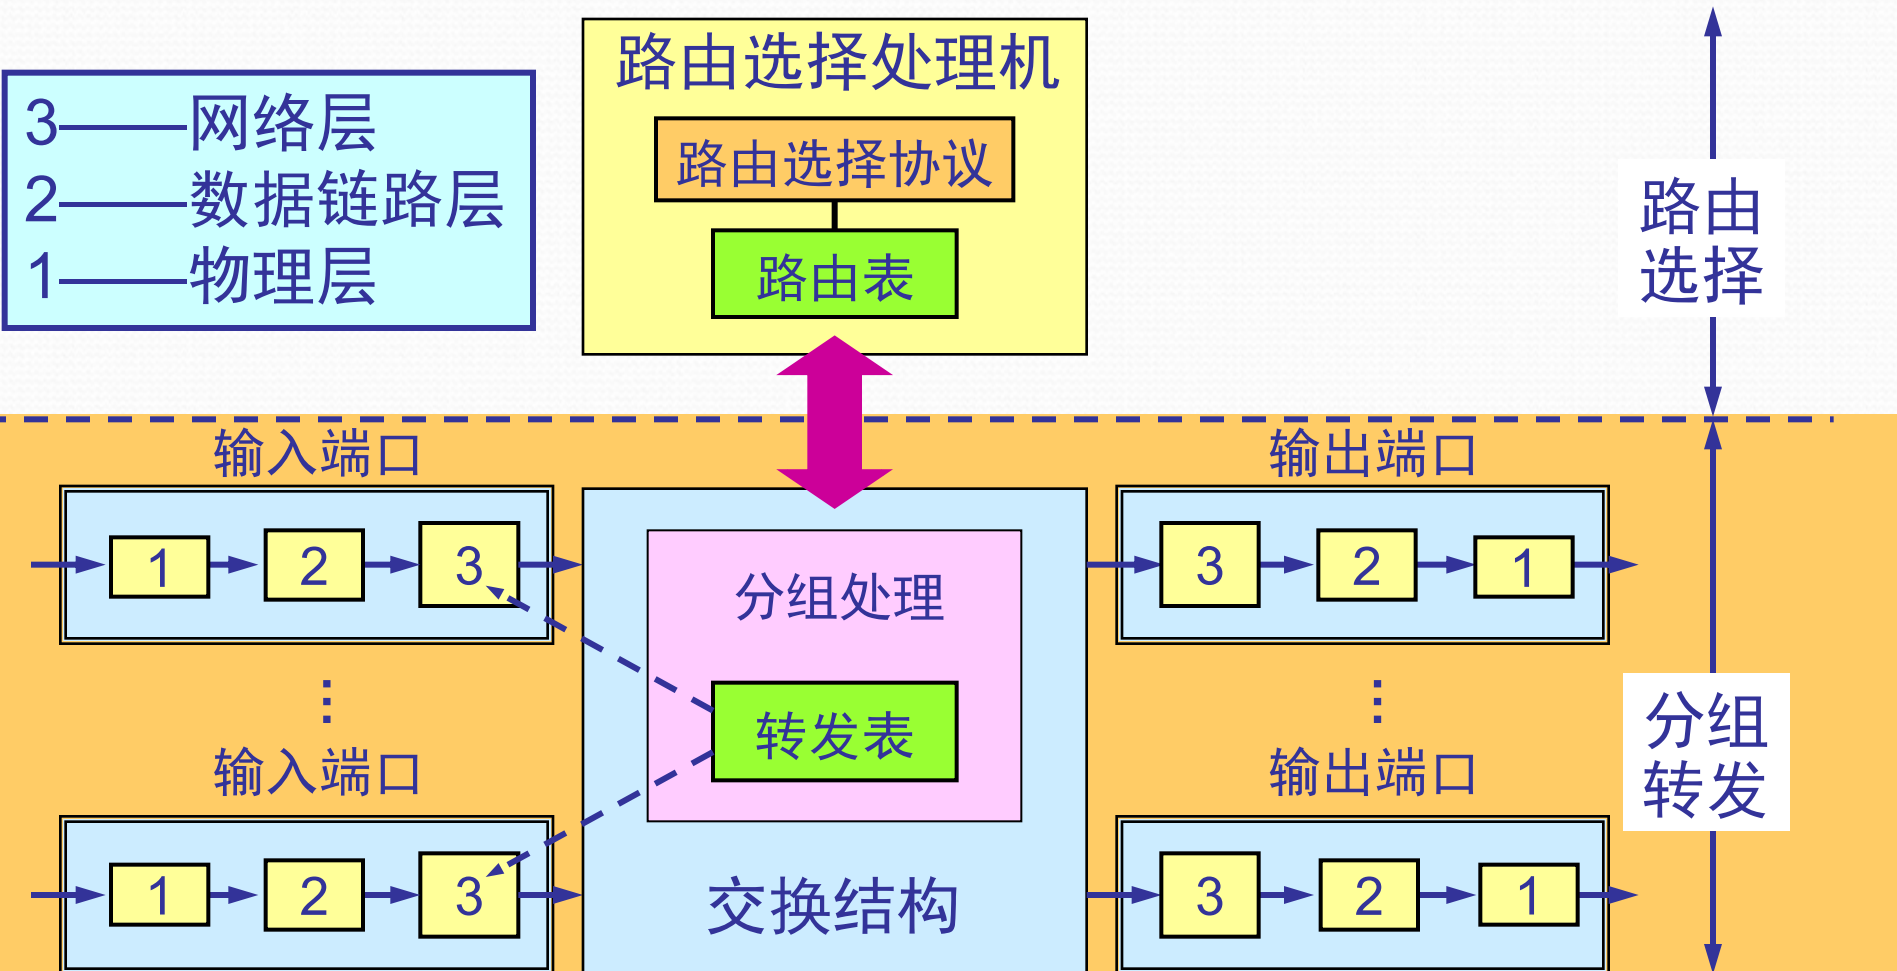 路由选择处理机
3——网络层
2——数据链路层
1——物理层
路由选择协议
路由表
路由
选择
输入端口
输出端口
1 2 3
3 2 1
分组处理
转发表
⋮
⋮
分组
转发
输入端口
输出端口
1 2 3
3 2 1
交换结构